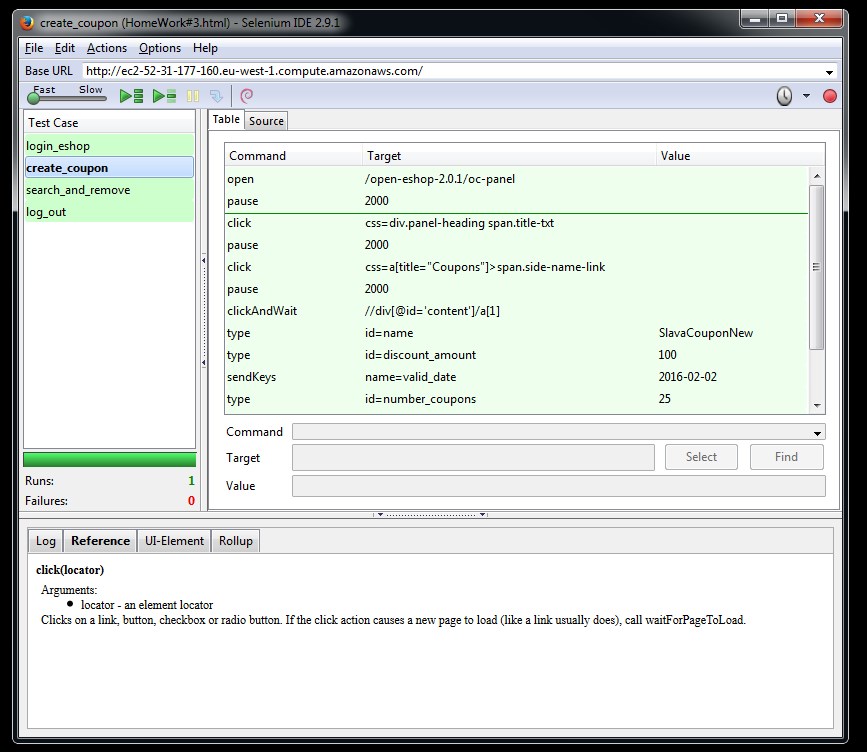 create_coupon (HomeWork#3.html) - Selenium IDE 2.9.1
File Edit Actions Options Help
Base URL http://ec2-52-31-177-160.eu-west-1.compute.amazonaws.com/
Fast Slow
Test Case
login_eshop
create_coupon
search_and_remove
log_out
Runs: 1
Failures: 0
Table Source
Command Target Value
open /open-eshop-2.0.1/oc-panel
pause 2000
click css=div.panel-heading span.title-txt
pause 2000
click css=a[title="Coupons"]>span.side-name-link
pause 2000
clickAndWait //div[@id='content']/a[1]
type id=name SlavaCouponNew
type id=discount_amount 100
sendKeys name=valid_date 2016-02-02
type id=number_coupons 25
Command
Target Select Find
Value
Log Reference UI-Element Rollup
click(locator)
Arguments:
• locator - an element locator
Clicks on a link, button, checkbox or radio button. If the click action causes a new page to load (like a link usually does), call waitForPageToLoad.